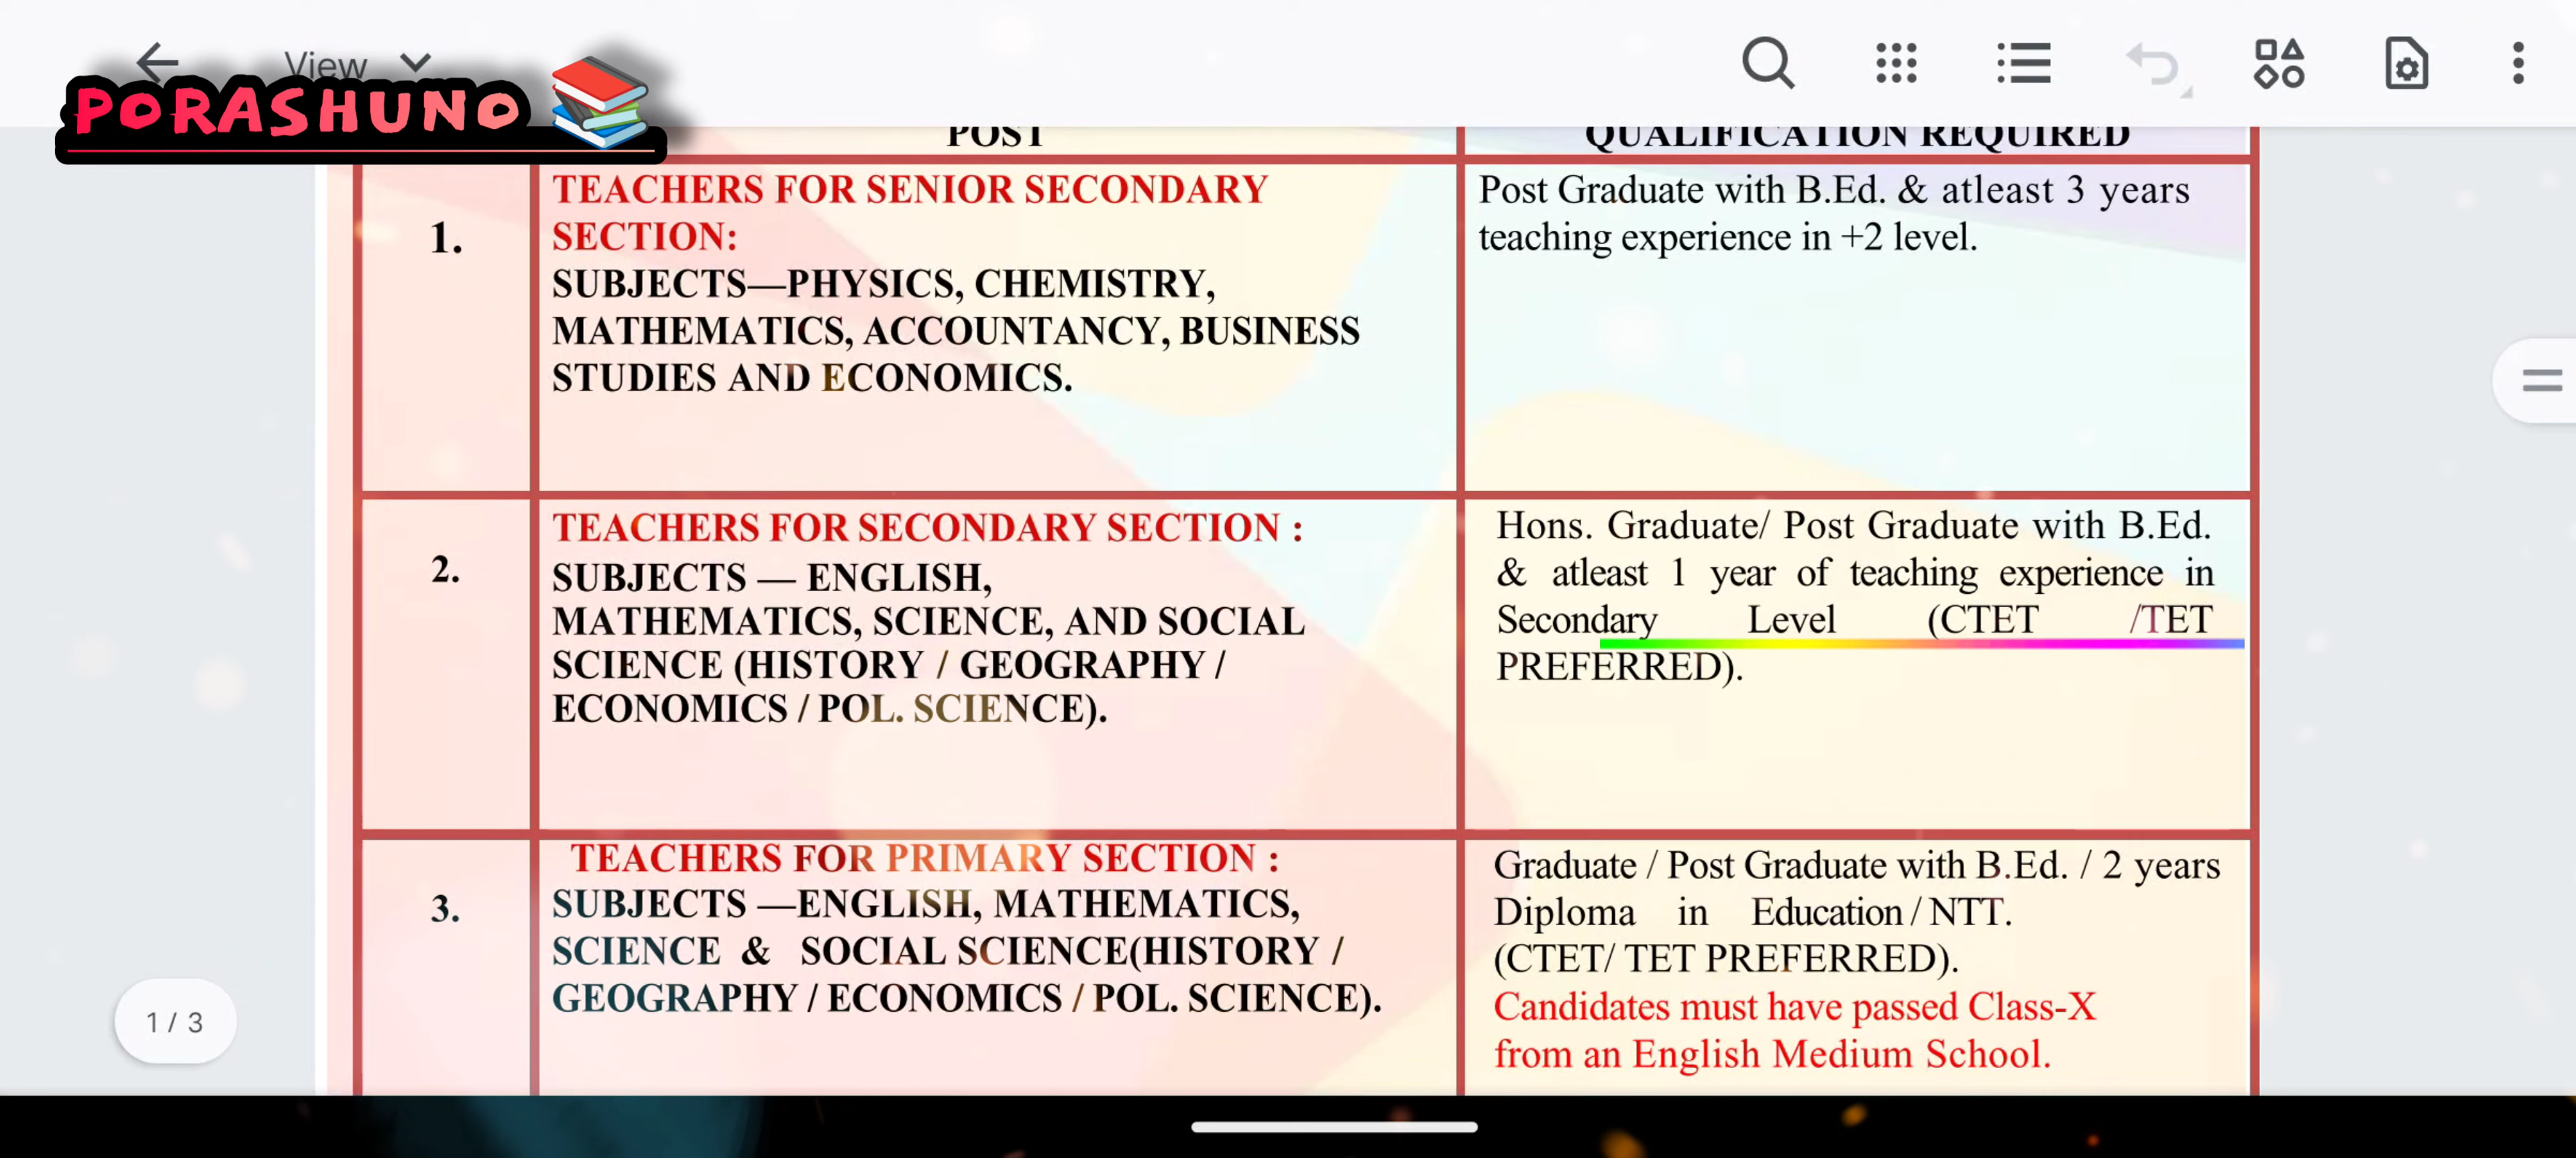 View
PORASHUNO
POST
QUALIFICATION REQUIRED
1.
TEACHERS FOR SENIOR SECONDARY
SECTION:
SUBJECTS—PHYSICS, CHEMISTRY,
MATHEMATICS, ACCOUNTANCY, BUSINESS
STUDIES AND ECONOMICS.
Post Graduate with B.Ed. & atleast 3 years
teaching experience in +2 level.
2.
TEACHERS FOR SECONDARY SECTION :
SUBJECTS — ENGLISH,
MATHEMATICS, SCIENCE, AND SOCIAL
SCIENCE (HISTORY / GEOGRAPHY /
ECONOMICS / POL. SCIENCE).
Hons. Graduate/ Post Graduate with B.Ed.
& atleast 1 year of teaching experience in
Secondary Level (CTET /TET
PREFERRED).
3.
TEACHERS FOR PRIMARY SECTION :
SUBJECTS —ENGLISH, MATHEMATICS,
SCIENCE & SOCIAL SCIENCE(HISTORY /
GEOGRAPHY / ECONOMICS / POL. SCIENCE).
Graduate / Post Graduate with B.Ed. / 2 years
Diploma in Education / NTT.
(CTET/ TET PREFERRED).
Candidates must have passed Class-X
from an English Medium School.
1 / 3